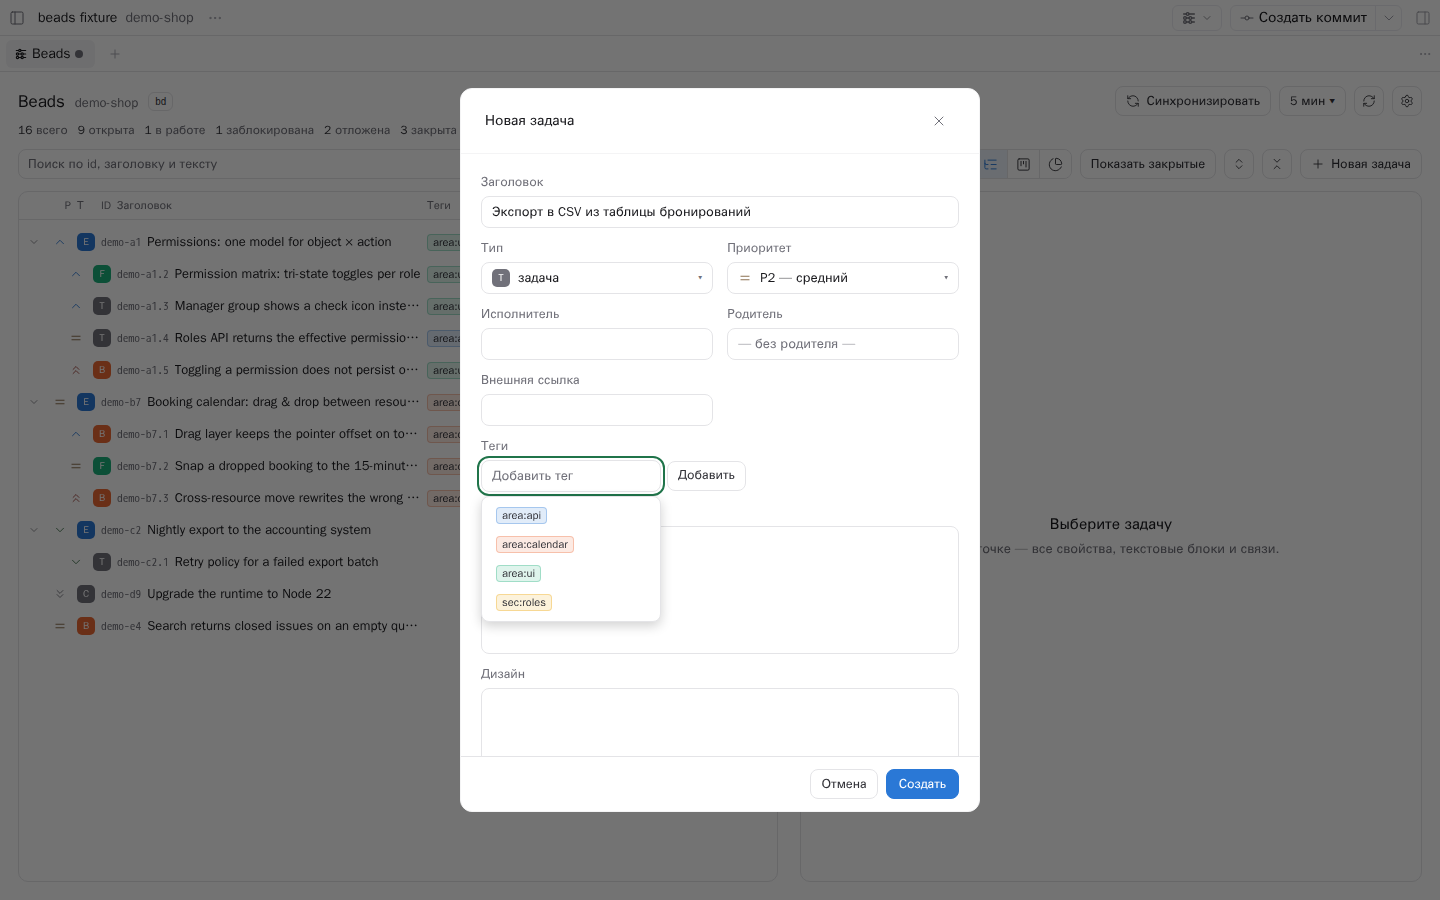 beads fixture demo-shop ···
Создать коммит
Beads
Beads demo-shop bd
Синхронизировать 5 мин
16 всего 9 открыта 1 в работе 1 заблокирована 2 отложена 3 закрыта
Поиск по id, заголовку и тексту
Показать закрытые
Новая задача
P T ID Заголовок Теги
E demo-a1 Permissions: one model for object × action
F demo-a1.2 Permission matrix: tri-state toggles per role
T demo-a1.3 Manager group shows a check icon inste···
T demo-a1.4 Roles API returns the effective permissio···
B demo-a1.5 Toggling a permission does not persist o···
E demo-b7 Booking calendar: drag & drop between resou···
B demo-b7.1 Drag layer keeps the pointer offset on to···
F demo-b7.2 Snap a dropped booking to the 15-minut···
B demo-b7.3 Cross-resource move rewrites the wrong ···
E demo-c2 Nightly export to the accounting system
T demo-c2.1 Retry policy for a failed export batch
C demo-d9 Upgrade the runtime to Node 22
B demo-e4 Search returns closed issues on an empty qu···
Выберите задачу
— все свойства, текстовые блоки и связи.
Новая задача
Заголовок
Экспорт в CSV из таблицы бронирований
Тип Приоритет
T задача P2 — средний
Исполнитель Родитель
— без родителя —
Внешняя ссылка
Теги
Добавить тег Добавить
area:api
area:calendar
area:ui
sec:roles
Дизайн
Отмена Создать